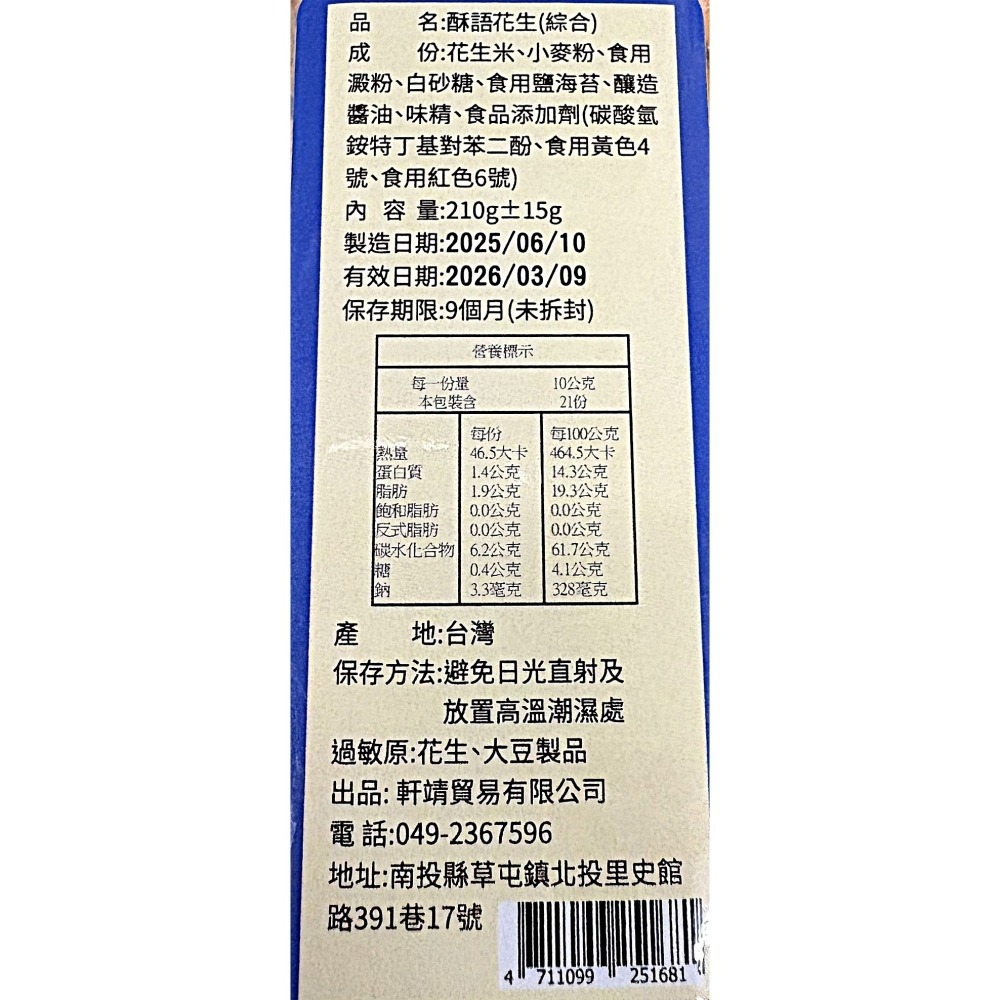 品　　名:酥語花生(綜合)
成　　份:花生米、小麥粉、食用
澱粉、白砂糖、食用鹽海苔、釀造
醬油、味精、食品添加劑(碳酸氫
銨特丁基對苯二酚、食用黃色4
號、食用紅色6號)
內 容 量:210g±15g
製造日期:2025/06/10
有效日期:2026/03/09
保存期限:9個月(未拆封)
營養標示
每一份量 10公克
本包裝含 21份
每份 每100公克
熱量 46.5大卡 464.5大卡
蛋白質 1.4公克 14.3公克
脂肪 1.9公克 19.3公克
飽和脂肪 0.0公克 0.0公克
反式脂肪 0.0公克 0.0公克
碳水化合物 6.2公克 61.7公克
糖 0.4公克 4.1公克
鈉 3.3毫克 328毫克
產　　地:台灣
保存方法:避免日光直射及
放置高溫潮濕處
過敏原:花生、大豆製品
出品: 軒靖貿易有限公司
電 話:049-2367596
地址:南投縣草屯鎮北投里史館
路391巷17號
4 711099 251681